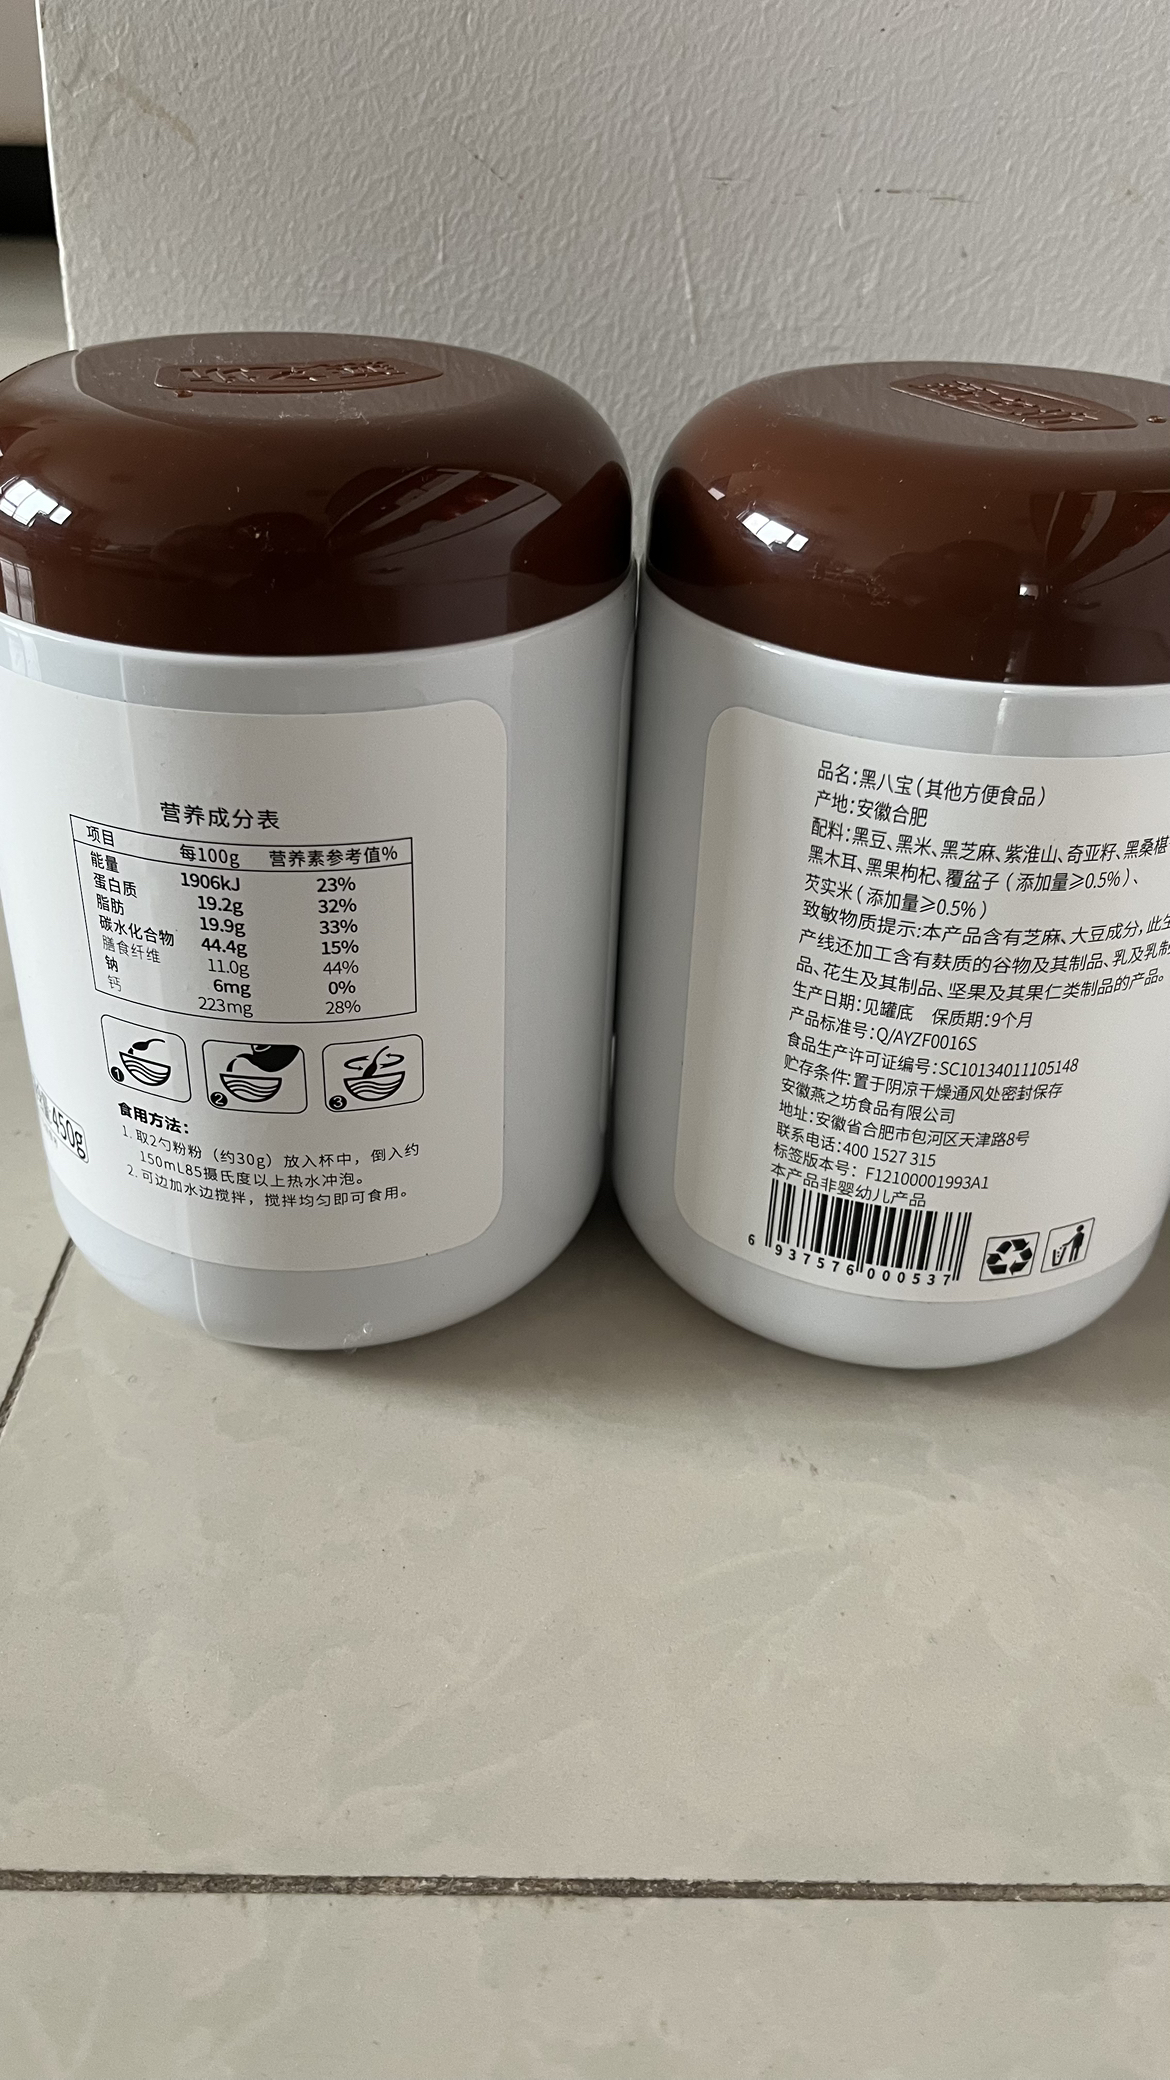 营养成分表
项目 每100g 营养素参考值%
能量 1906kJ 23%
蛋白质 19.2g 32%
脂肪 19.9g 33%
碳水化合物 44.4g 15%
膳食纤维 11.0g 44%
钠 6mg 0%
钙 223mg 28%
1
2
3
450g
食用方法：
1. 取2勺粉粉（约30g）放入杯中，倒入约
150mL85摄氏度以上热水冲泡。
2. 可边加水边搅拌，搅拌均匀即可食用。
燕之坊
品名:黑八宝(其他方便食品)
产地:安徽合肥
配料:黑豆、黑米、黑芝麻、紫淮山、奇亚籽、黑桑椹
黑木耳、黑果枸杞、覆盆子(添加量≥0.5%)、
芡实米(添加量≥0.5%)
致敏物质提示:本产品含有芝麻、大豆成分,此生
产线还加工含有麸质的谷物及其制品、乳及乳制
品、花生及其制品、坚果及其果仁类制品的产品。
生产日期:见罐底 保质期:9个月
产品标准号:Q/AYZF0016S
食品生产许可证编号:SC10134011105148
贮存条件:置于阴凉干燥通风处密封保存
安徽燕之坊食品有限公司
地址:安徽省合肥市包河区天津路8号
联系电话:400 1527 315
标签版本号: F12100001993A1
本产品非婴幼儿产品
6 937576 000537